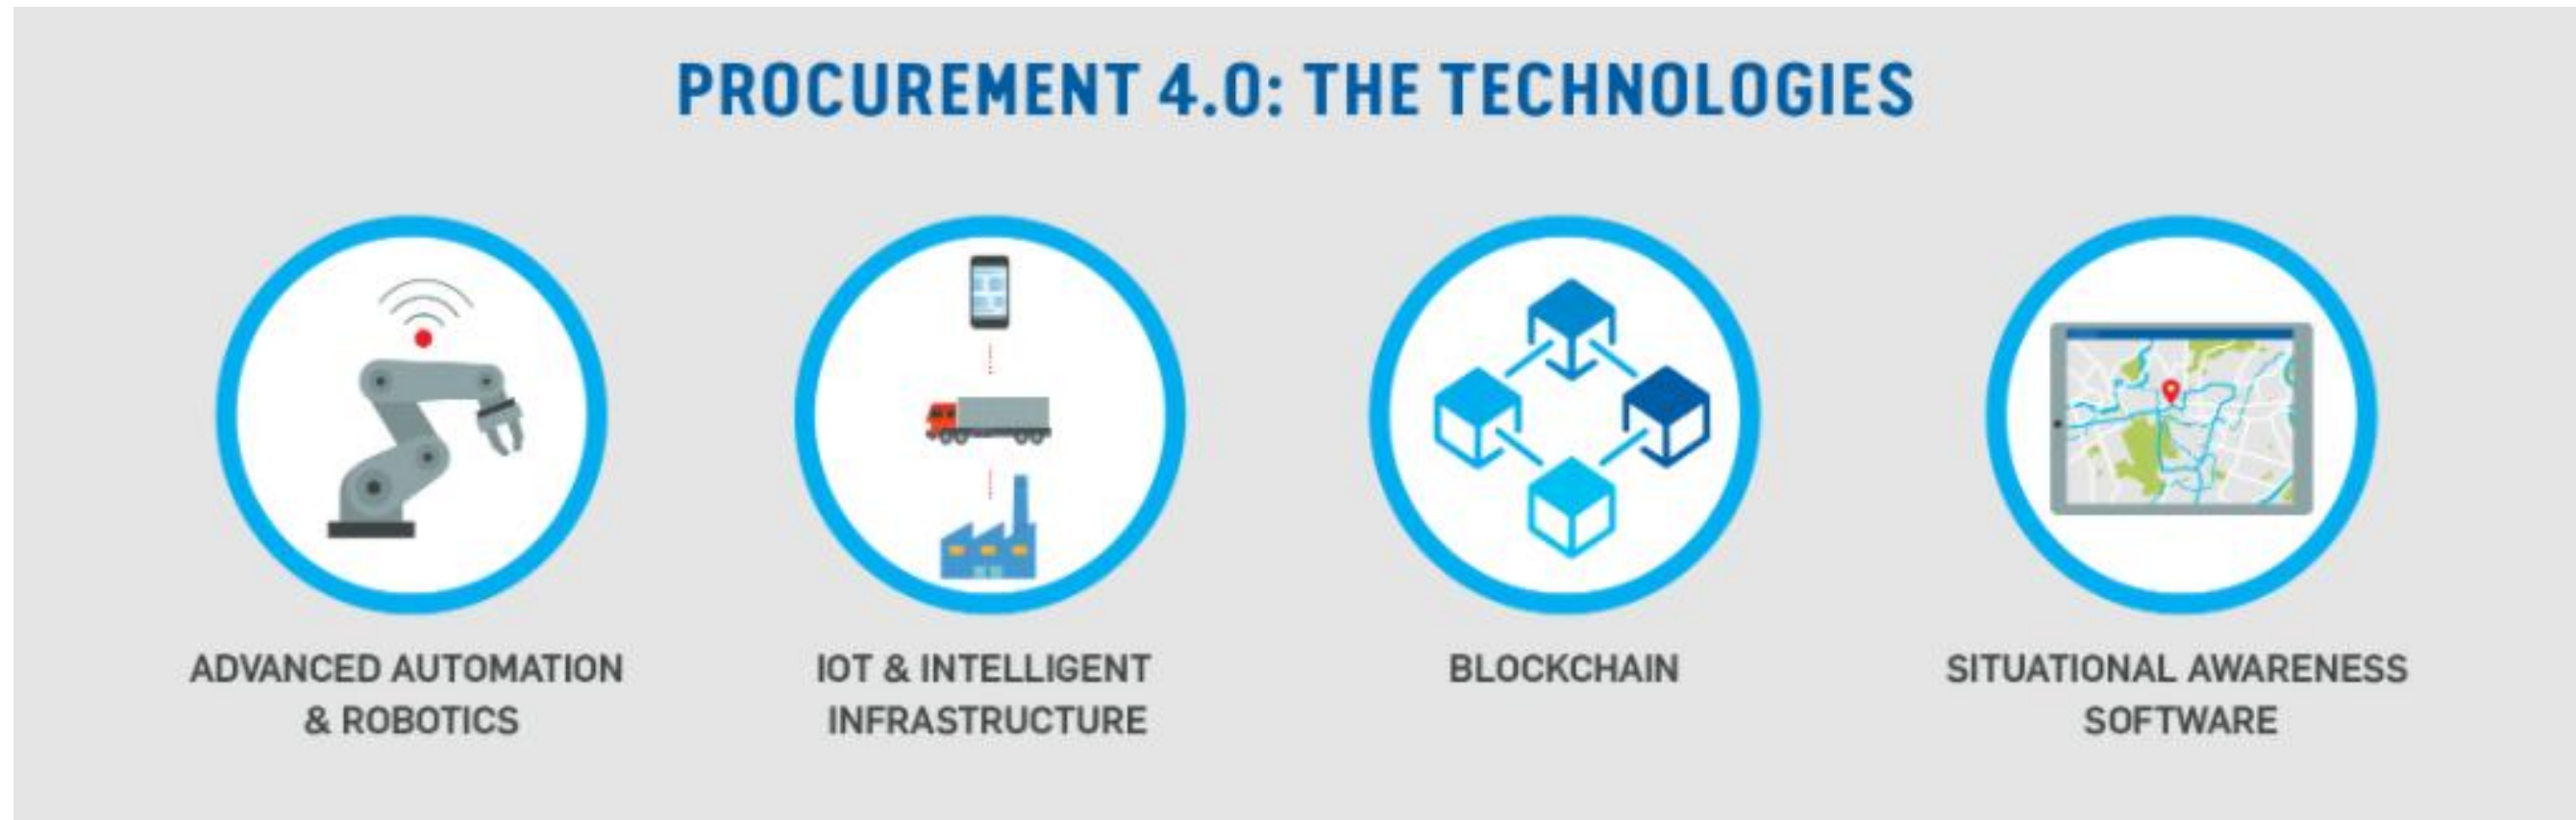 PROCUREMENT 4.0: THE TECHNOLOGIES
ADVANCED AUTOMATION
& ROBOTICS
IOT & INTELLIGENT
INFRASTRUCTURE
BLOCKCHAIN
SITUATIONAL AWARENESS
SOFTWARE